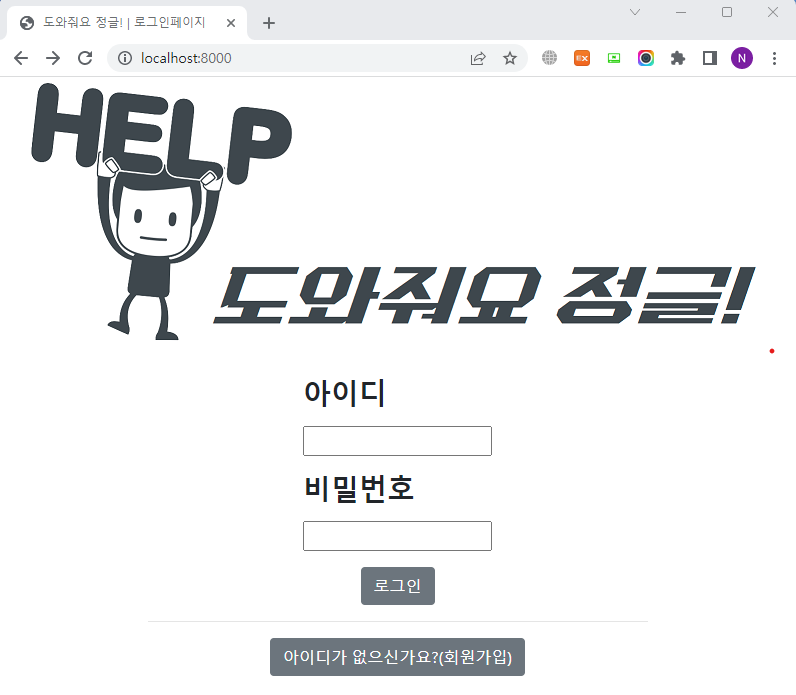 도와줘요 정글! | 로그인페이지
localhost:8000
EX
N
HELP
도와줘요 정글!
아이디
비밀번호
로그인
아이디가 없으신가요?(회원가입)